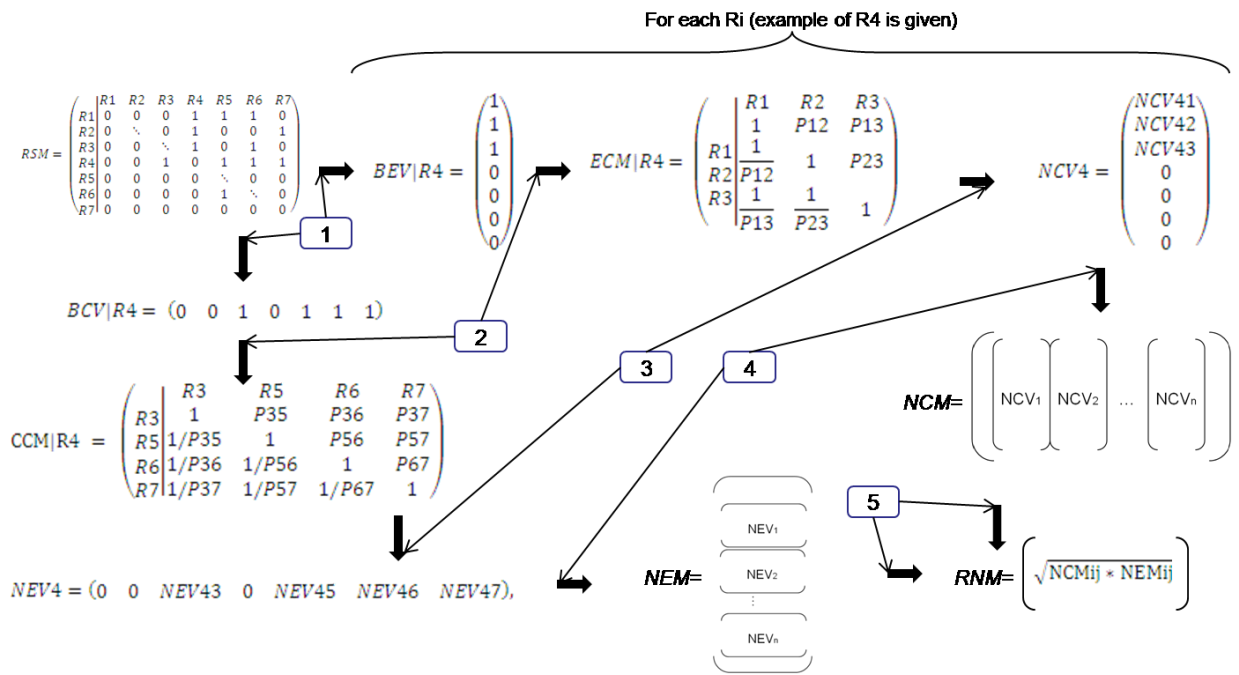 For each Ri (example of R4 is given)
R1 R2 R3 R4 R5 R6 R7
R1 0 0 0 1 1 1 0
R2 0 ⋱ 0 1 0 0 1
RSM = R3 0 0 ⋱ 1 0 1 0
R4 0 0 1 0 1 1 1
R5 0 0 0 0 ⋱ 0 0
R6 0 0 0 0 1 ⋱ 0
R7 0 0 0 0 0 0 0
BEV|R4 =
1
1
1
0
0
0
0
ECM|R4 =
R1 R2 R3
R1 1 P12 P13
R2 1/P12 1 P23
R3 1/P13 1/P23 1
NCV4 =
NCV41
NCV42
NCV43
0
0
0
0
1
BCV|R4 = (0 0 1 0 1 1 1)
2
3
4
CCM|R4 =
R3 R5 R6 R7
R3 1 P35 P36 P37
R5 1/P35 1 P56 P57
R6 1/P36 1/P56 1 P67
R7 1/P37 1/P57 1/P67 1
NCM= NCV1 NCV2 ... NCVn
5
NEV4 = (0 0 NEV43 0 NEV45 NEV46 NEV47),
NEM=
NEV1
NEV2
⋮
NEVn
RNM= √NCMij * NEMij